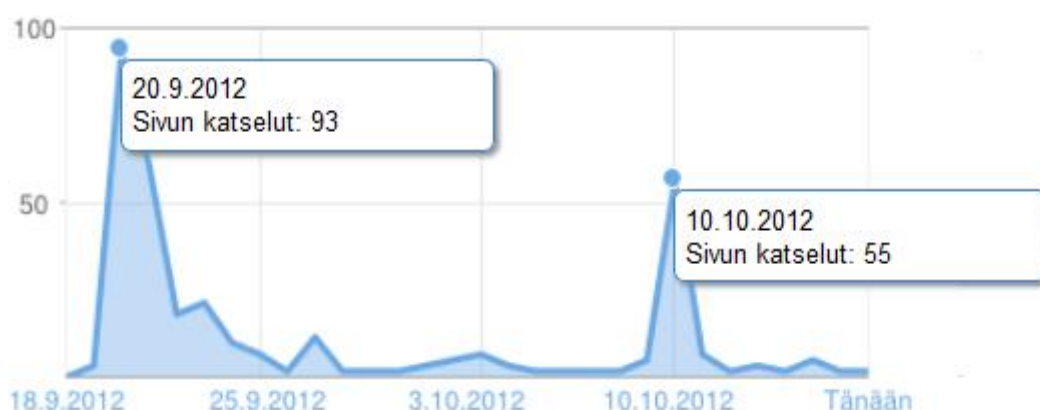 100
20.9.2012
Sivun katselut: 93
50
10.10.2012
Sivun katselut: 55
18.9.2012 25.9.2012 3.10.2012 10.10.2012 Tänään